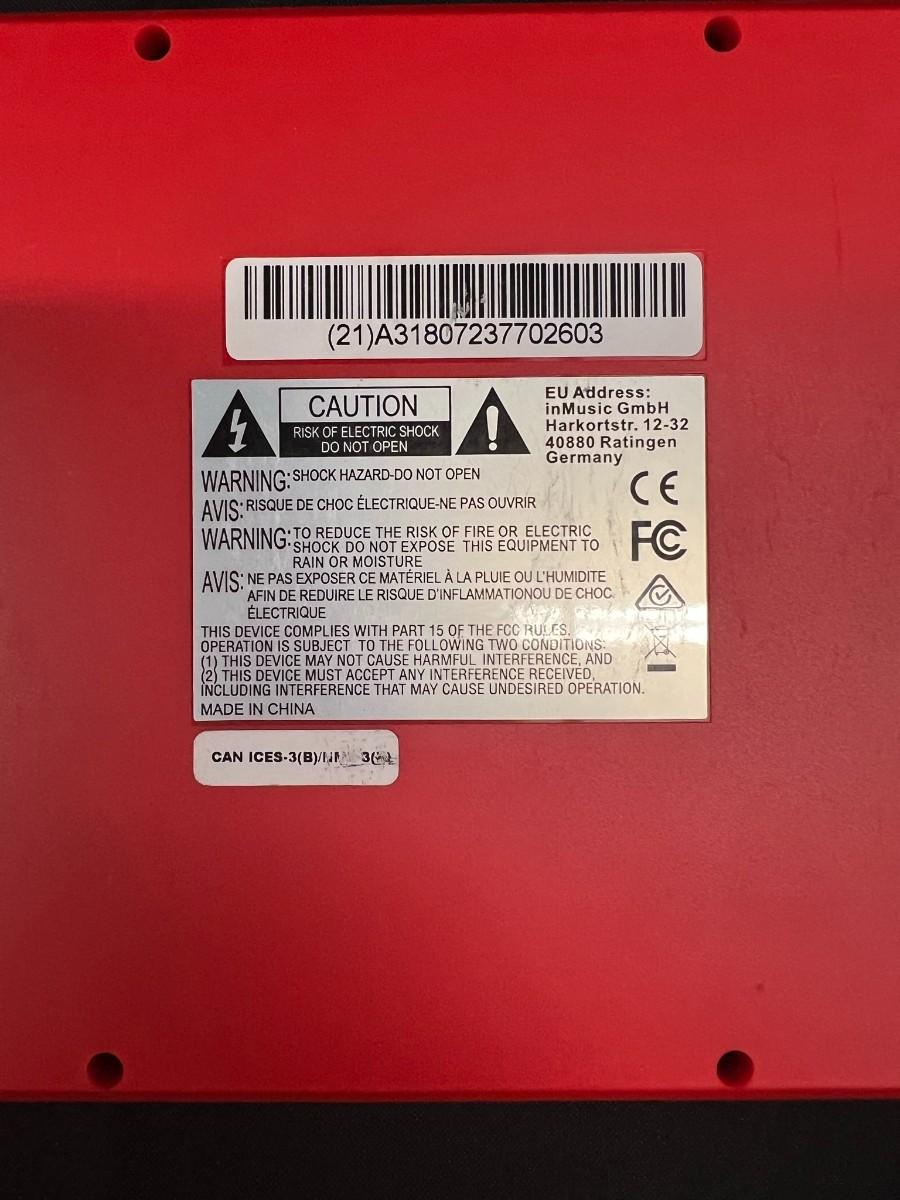 (21)A31807237702603
CAUTION
RISK OF ELECTRIC SHOCK
DO NOT OPEN
EU Address:
inMusic GmbH
Harkortstr. 12-32
40880 Ratingen
Germany
WARNING: SHOCK HAZARD-DO NOT OPEN
AVIS: RISQUE DE CHOC ÉLECTRIQUE-NE PAS OUVRIR
WARNING: TO REDUCE THE RISK OF FIRE OR ELECTRIC
SHOCK DO NOT EXPOSE THIS EQUIPMENT TO
RAIN OR MOISTURE
AVIS: NE PAS EXPOSER CE MATÉRIEL À LA PLUIE OU L'HUMIDITE
AFIN DE REDUIRE LE RISQUE D'INFLAMMATIONOU DE CHOC
ÉLECTRIQUE
CE
FC
THIS DEVICE COMPLIES WITH PART 15 OF THE FCC RULES.
OPERATION IS SUBJECT TO THE FOLLOWING TWO CONDITIONS:
(1) THIS DEVICE MAY NOT CAUSE HARMFUL INTERFERENCE, AND
(2) THIS DEVICE MUST ACCEPT ANY INTERFERENCE RECEIVED,
INCLUDING INTERFERENCE THAT MAY CAUSE UNDESIRED OPERATION.
MADE IN CHINA
CAN ICES-3(B)/